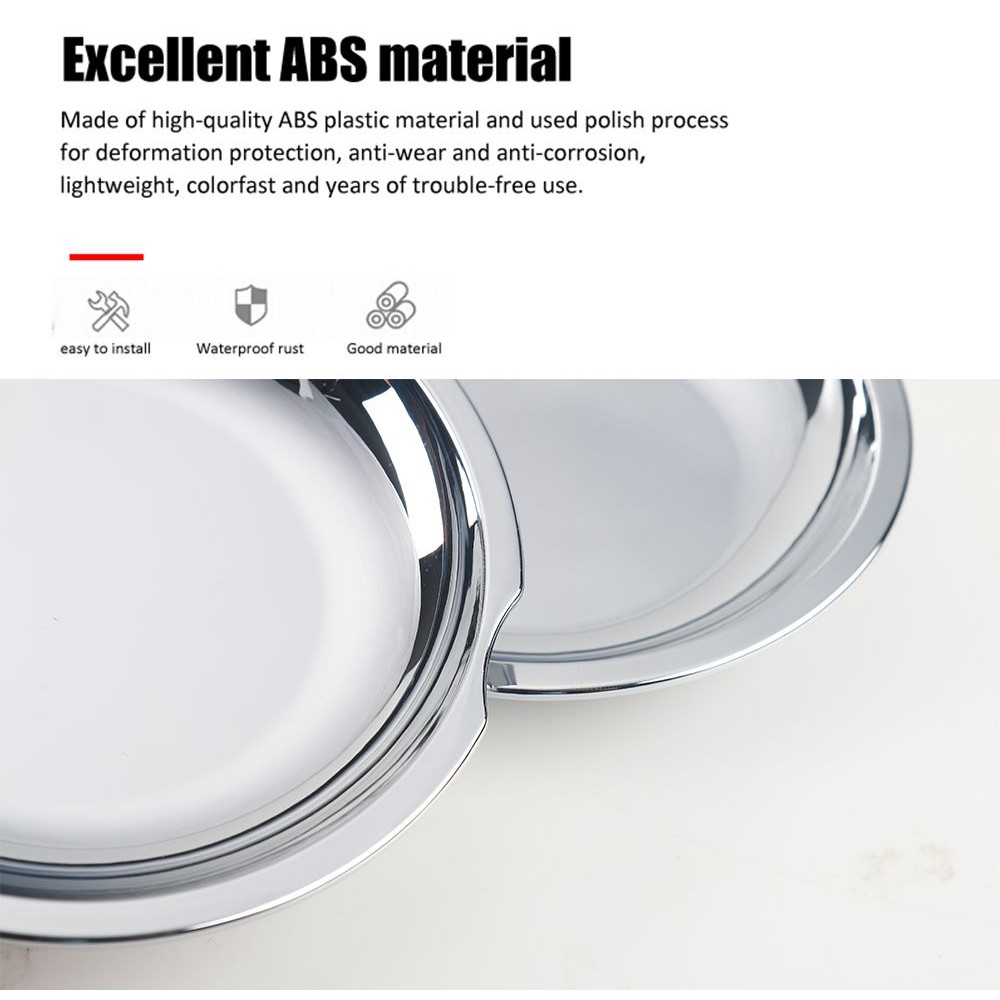 Excellent ABS material
Made of high-quality ABS plastic material and used polish process
for deformation protection, anti-wear and anti-corrosion,
lightweight, colorfast and years of trouble-free use.
easy to install
Waterproof rust
Good material